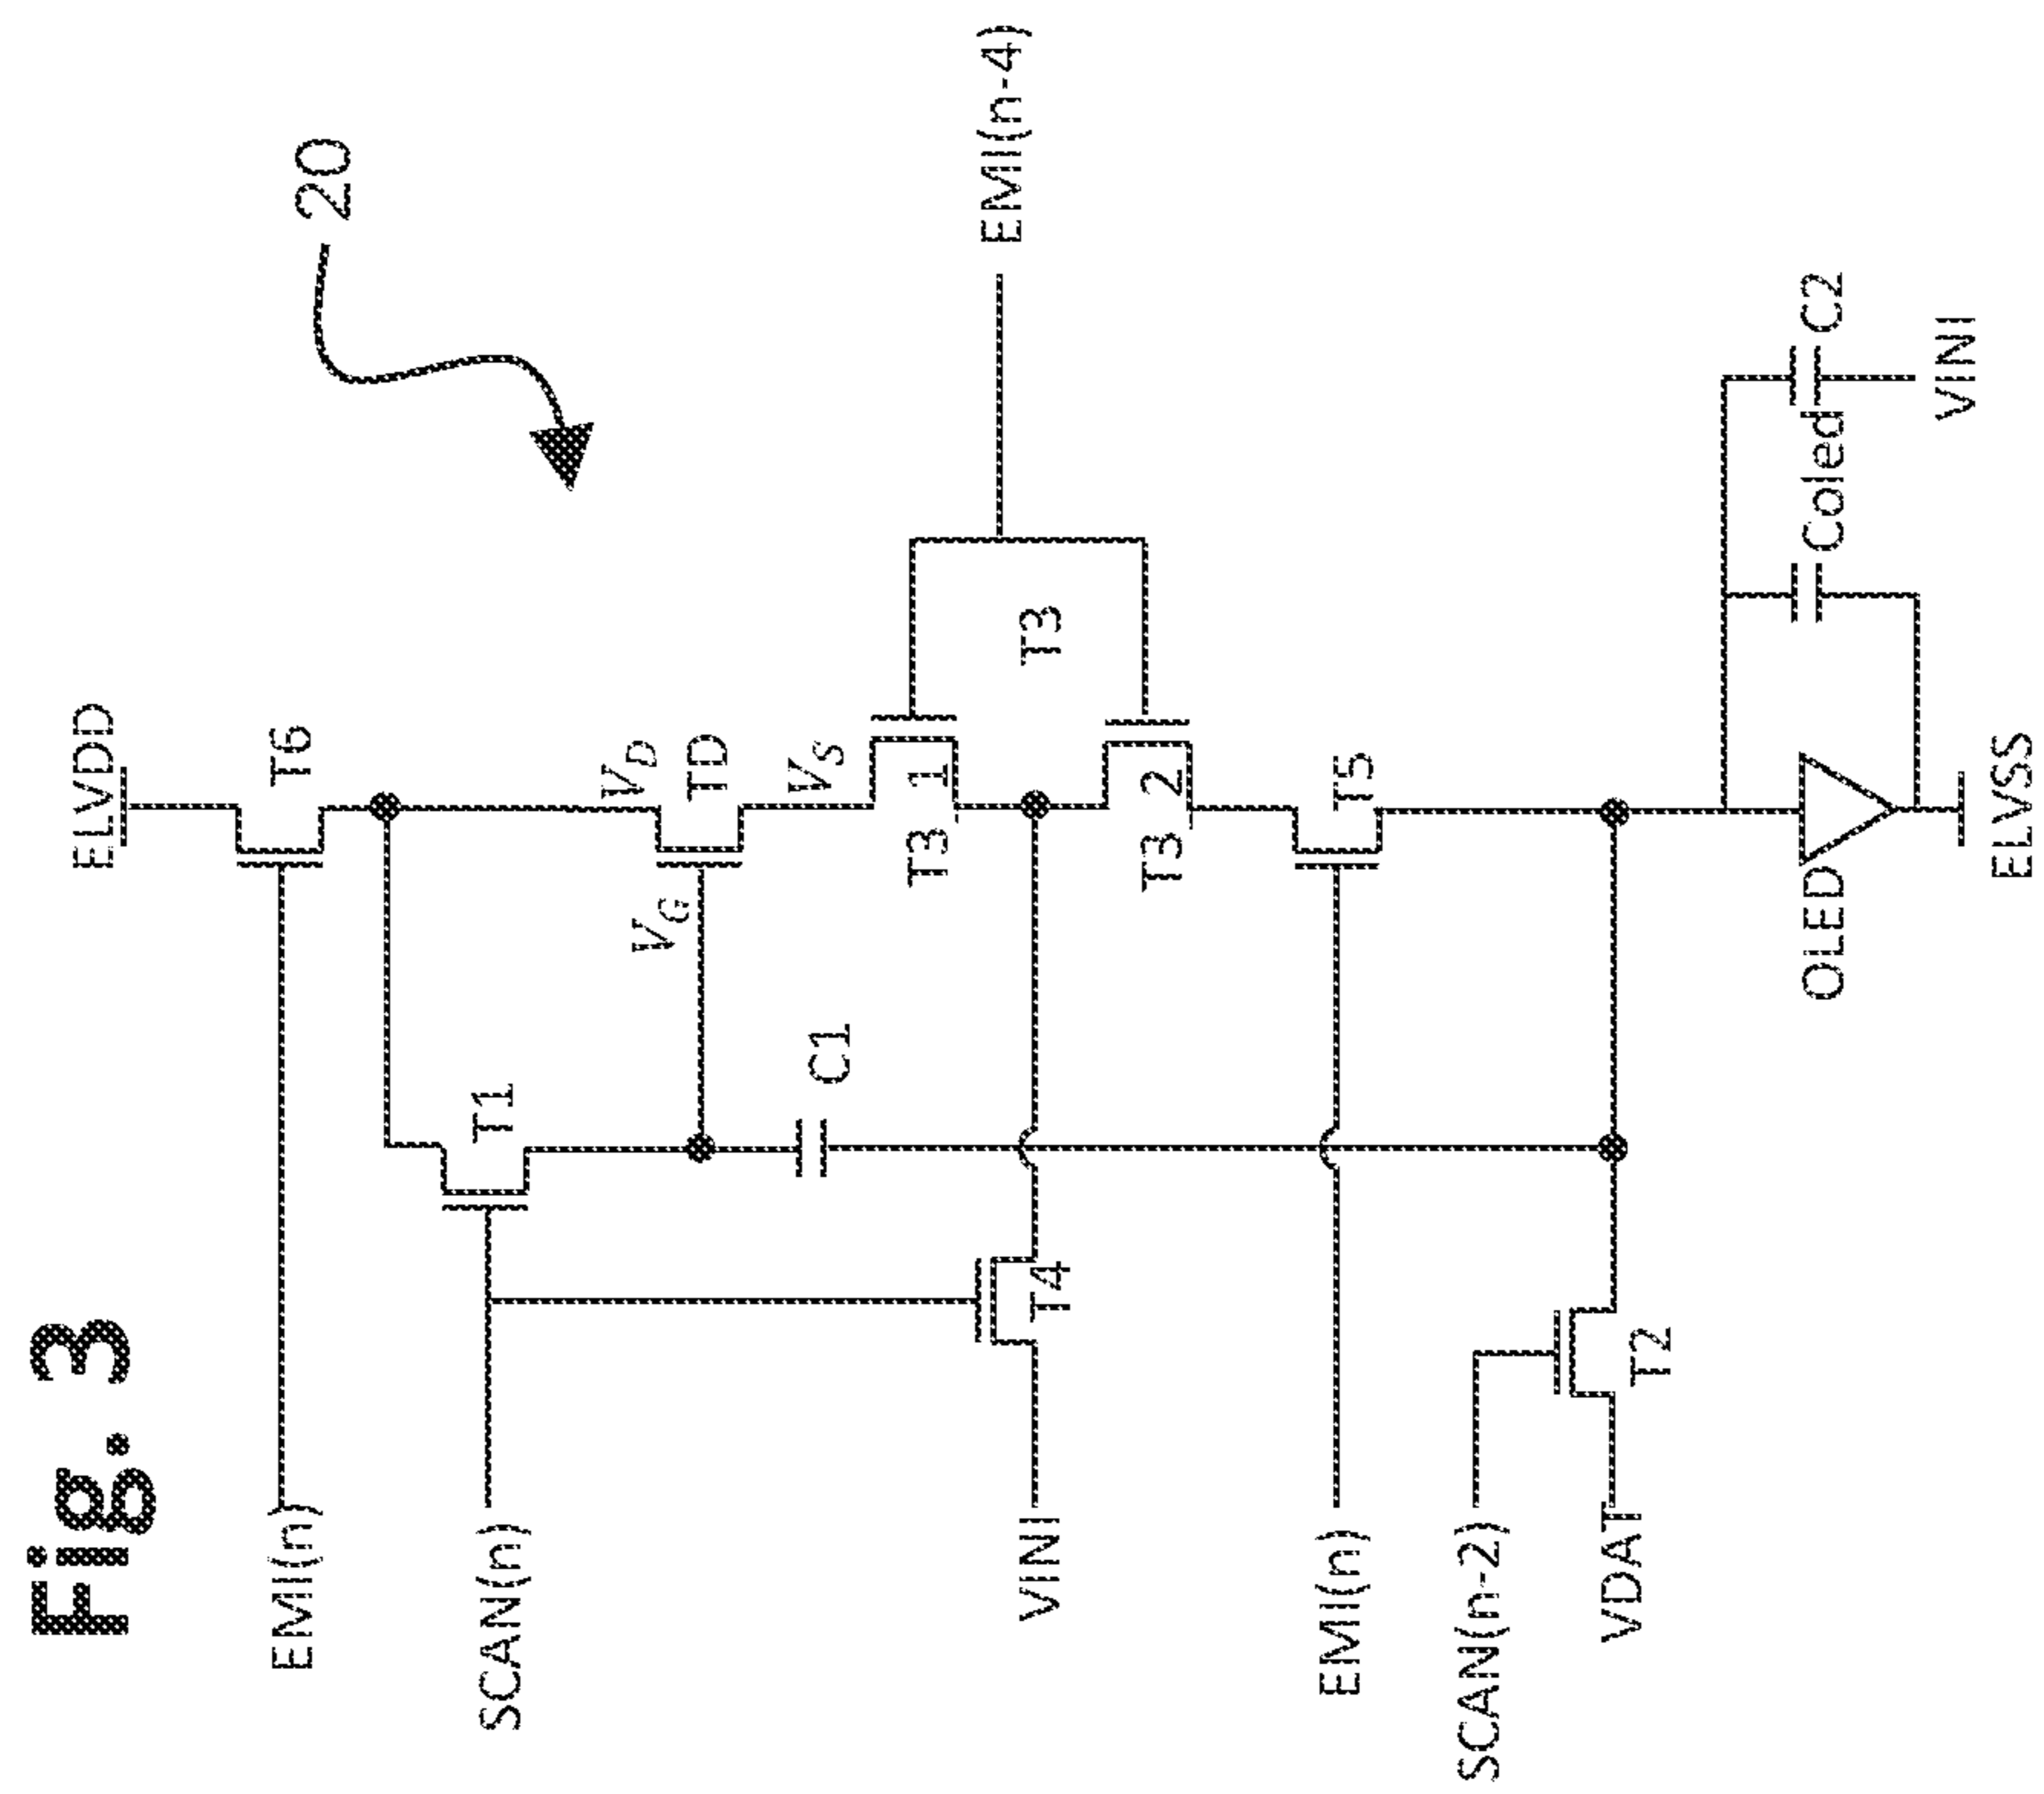 Fig. 3
20
ELVDD
EMI(n)
T6
SCAN(n)
T1
V_D
TD
V_G
V_S
C1
T3_1
T3
EMI(n-4)
VINI
T4
T3_2
EMI(n)
T5
SCAN(n-2)
VDAT
T2
OLED
Coled
C2
VINI
ELVSS